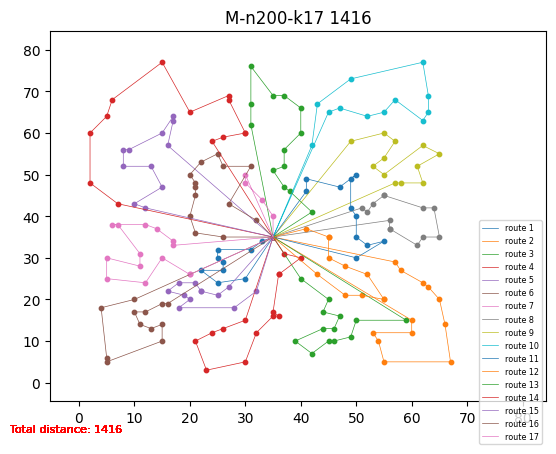 M-n200-k17 1416
80
70
60
50
40
30
20
10
0
0
10
20
30
40
50
60
70
80
route 1
route 2
route 3
route 4
route 5
route 6
route 7
route 8
route 9
route 10
route 11
route 12
route 13
route 14
route 15
route 16
route 17
Total distance: 1416